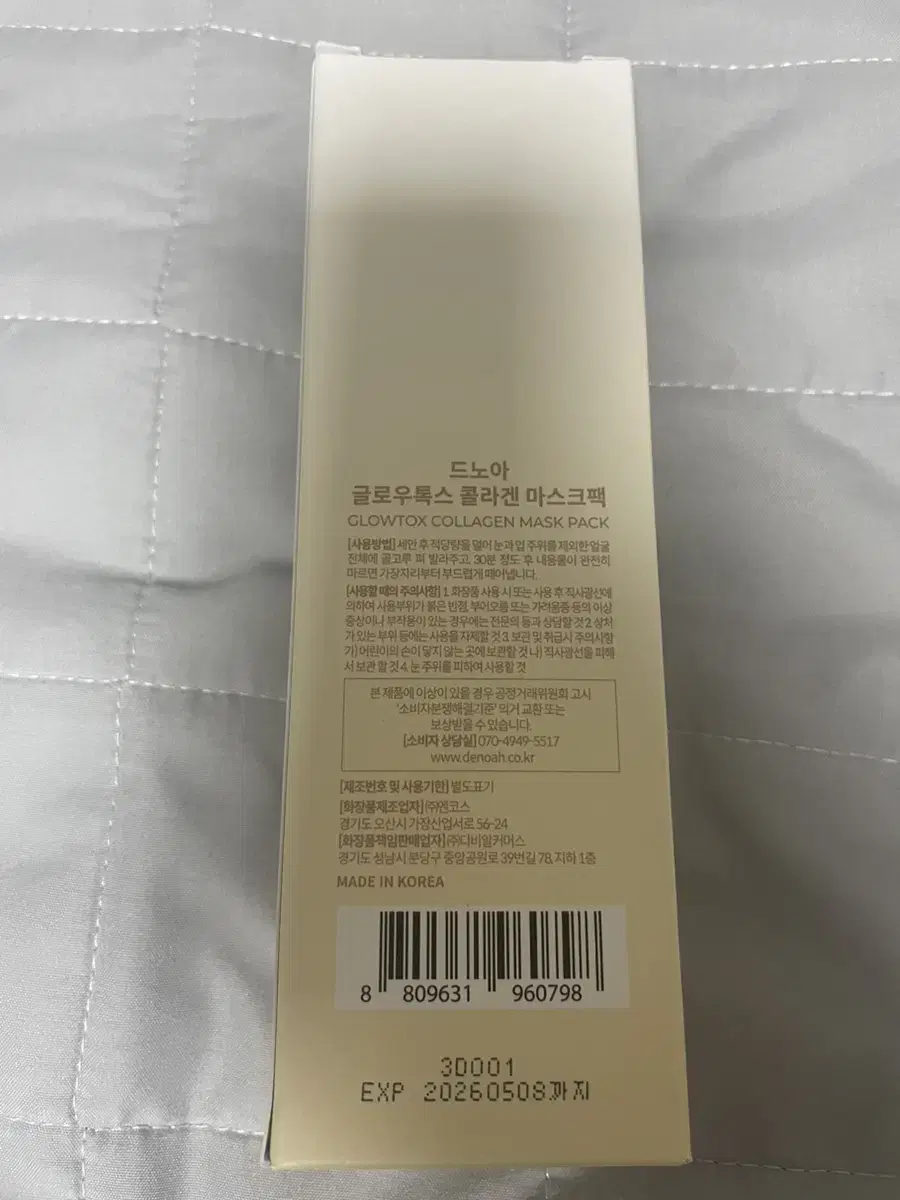 드노아
글로우톡스 콜라겐 마스크팩
GLOWTOX COLLAGEN MASK PACK
[사용방법] 세안 후 적당량을 덜어 눈과 입 주위를 제외한 얼굴
전체에 골고루 펴 발라주고, 30분 정도 후 내용물이 완전히
마르면 가장자리부터 부드럽게 떼어냅니다.
[사용할 때의 주의사항] 1. 화장품 사용 시 또는 사용 후 직사광선에
의하여 사용부위가 붉은 반점, 부어오름 또는 가려움증 등의 이상
증상이나 부작용이 있는 경우에는 전문의 등과 상담할 것 2. 상처
가 있는 부위 등에는 사용을 자제할 것 3. 보관 및 취급시 주의사항
가) 어린이의 손이 닿지 않는 곳에 보관할 것 나) 직사광선을 피해
서 보관 할 것 4. 눈 주위를 피하여 사용할 것
본 제품에 이상이 있을 경우 공정거래위원회 고시
'소비자분쟁해결기준' 의거 교환 또는
보상받을 수 있습니다.
[소비자 상담실] 070-4949-5517
www.denoah.co.kr
[제조번호 및 사용기한] 별도표기
[화장품제조업자] ㈜엔코스
경기도 오산시 가장산업서로 56-24
[화장품책임판매업자] ㈜디비알커머스
경기도 성남시 분당구 중앙공원로 39번길 78, 지하 1층
MADE IN KOREA
8 809631 960798
3D001
EXP 20260508까지